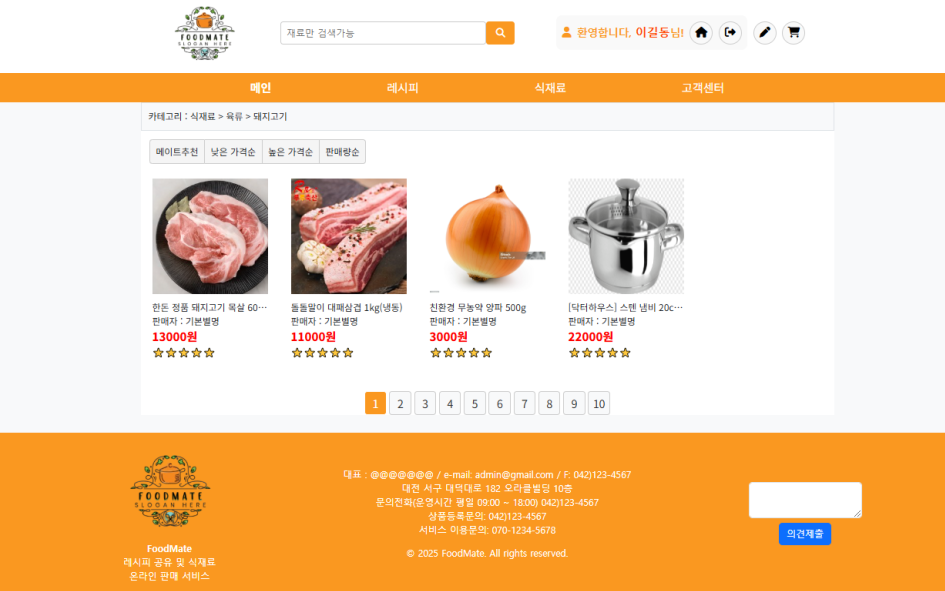 FOODMATE
SLOGAN HERE
재료만 검색가능
환영합니다, 이길동님!
메인
레시피
식재료
고객센터
카테고리 : 식재료 > 육류 > 돼지고기
메이트추천 낮은 가격순 높은 가격순 판매량순
한돈 정품 돼지고기 목살 60…
판매자 : 기본별명
13000원
돌돌말이 대패삼겹 1kg(냉동)
판매자 : 기본별명
11000원
친환경 무농약 양파 500g
판매자 : 기본별명
3000원
[닥터하우스] 스텐 냄비 20c…
판매자 : 기본별명
22000원
1 2 3 4 5 6 7 8 9 10
FOODMATE
SLOGAN HERE
FoodMate
레시피 공유 및 식재료
온라인 판매 서비스
대표 : @@@@@@@ / e-mail: admin@gmail.com / F: 042)123-4567
대전 서구 대덕대로 182 오라클빌딩 10층
문의전화(운영시간 평일 09:00 ~ 18:00) 042)123-4567
상품등록문의: 042)123-4567
서비스 이용문의: 070-1234-5678
© 2025 FoodMate. All rights reserved.
의견제출